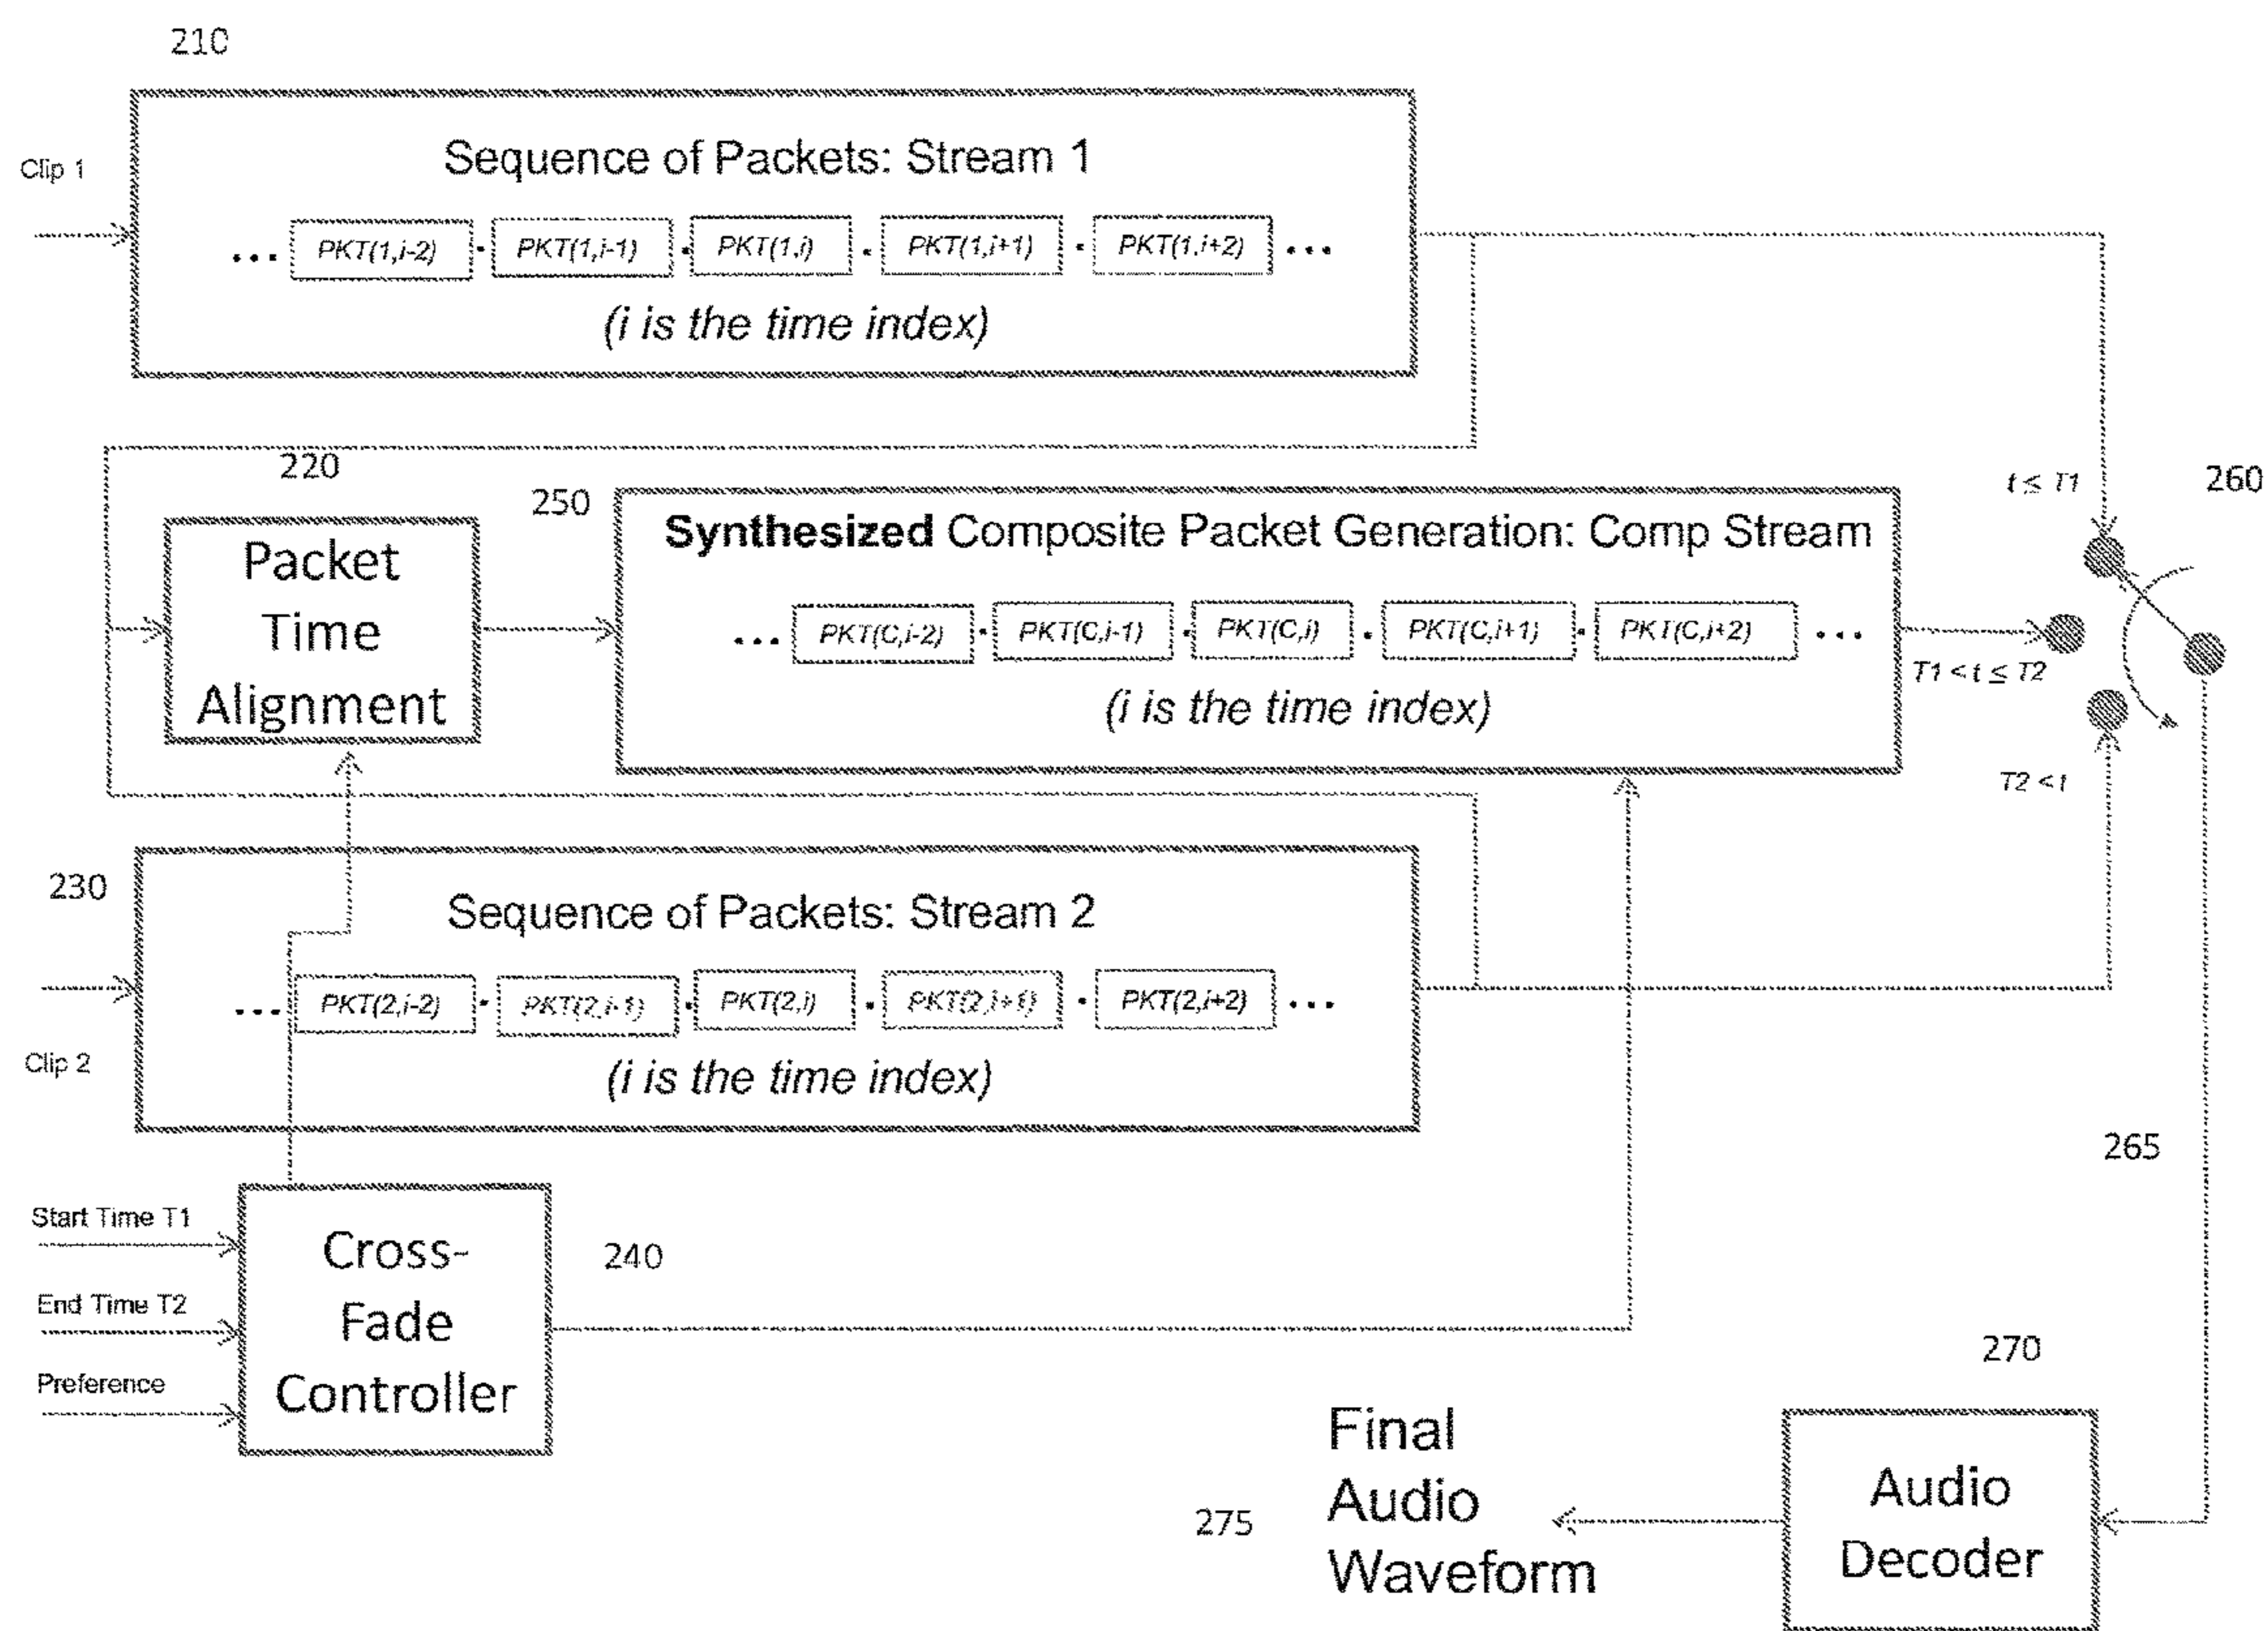 210
Clip 1
Sequence of Packets: Stream 1
... PKT(1,i-2) . PKT(1,i-1) . PKT(1,i) . PKT(1,i+1) . PKT(1,i+2) ...
(i is the time index)
220
250
t ≤ T1
260
Packet
Time
Alignment
Synthesized Composite Packet Generation: Comp Stream
... PKT(C,i-2) . PKT(C,i-1) . PKT(C,i) . PKT(C,i+1) . PKT(C,i+2) ...
(i is the time index)
T1 < t ≤ T2
T2 < t
230
Clip 2
Sequence of Packets: Stream 2
... PKT(2,i-2) . PKT(2,i-1) . PKT(2,i) . PKT(2,i+1) . PKT(2,i+2) ...
(i is the time index)
265
Start Time T1
End Time T2
Preference
Cross-
Fade
Controller
240
270
275
Final
Audio
Waveform
Audio
Decoder